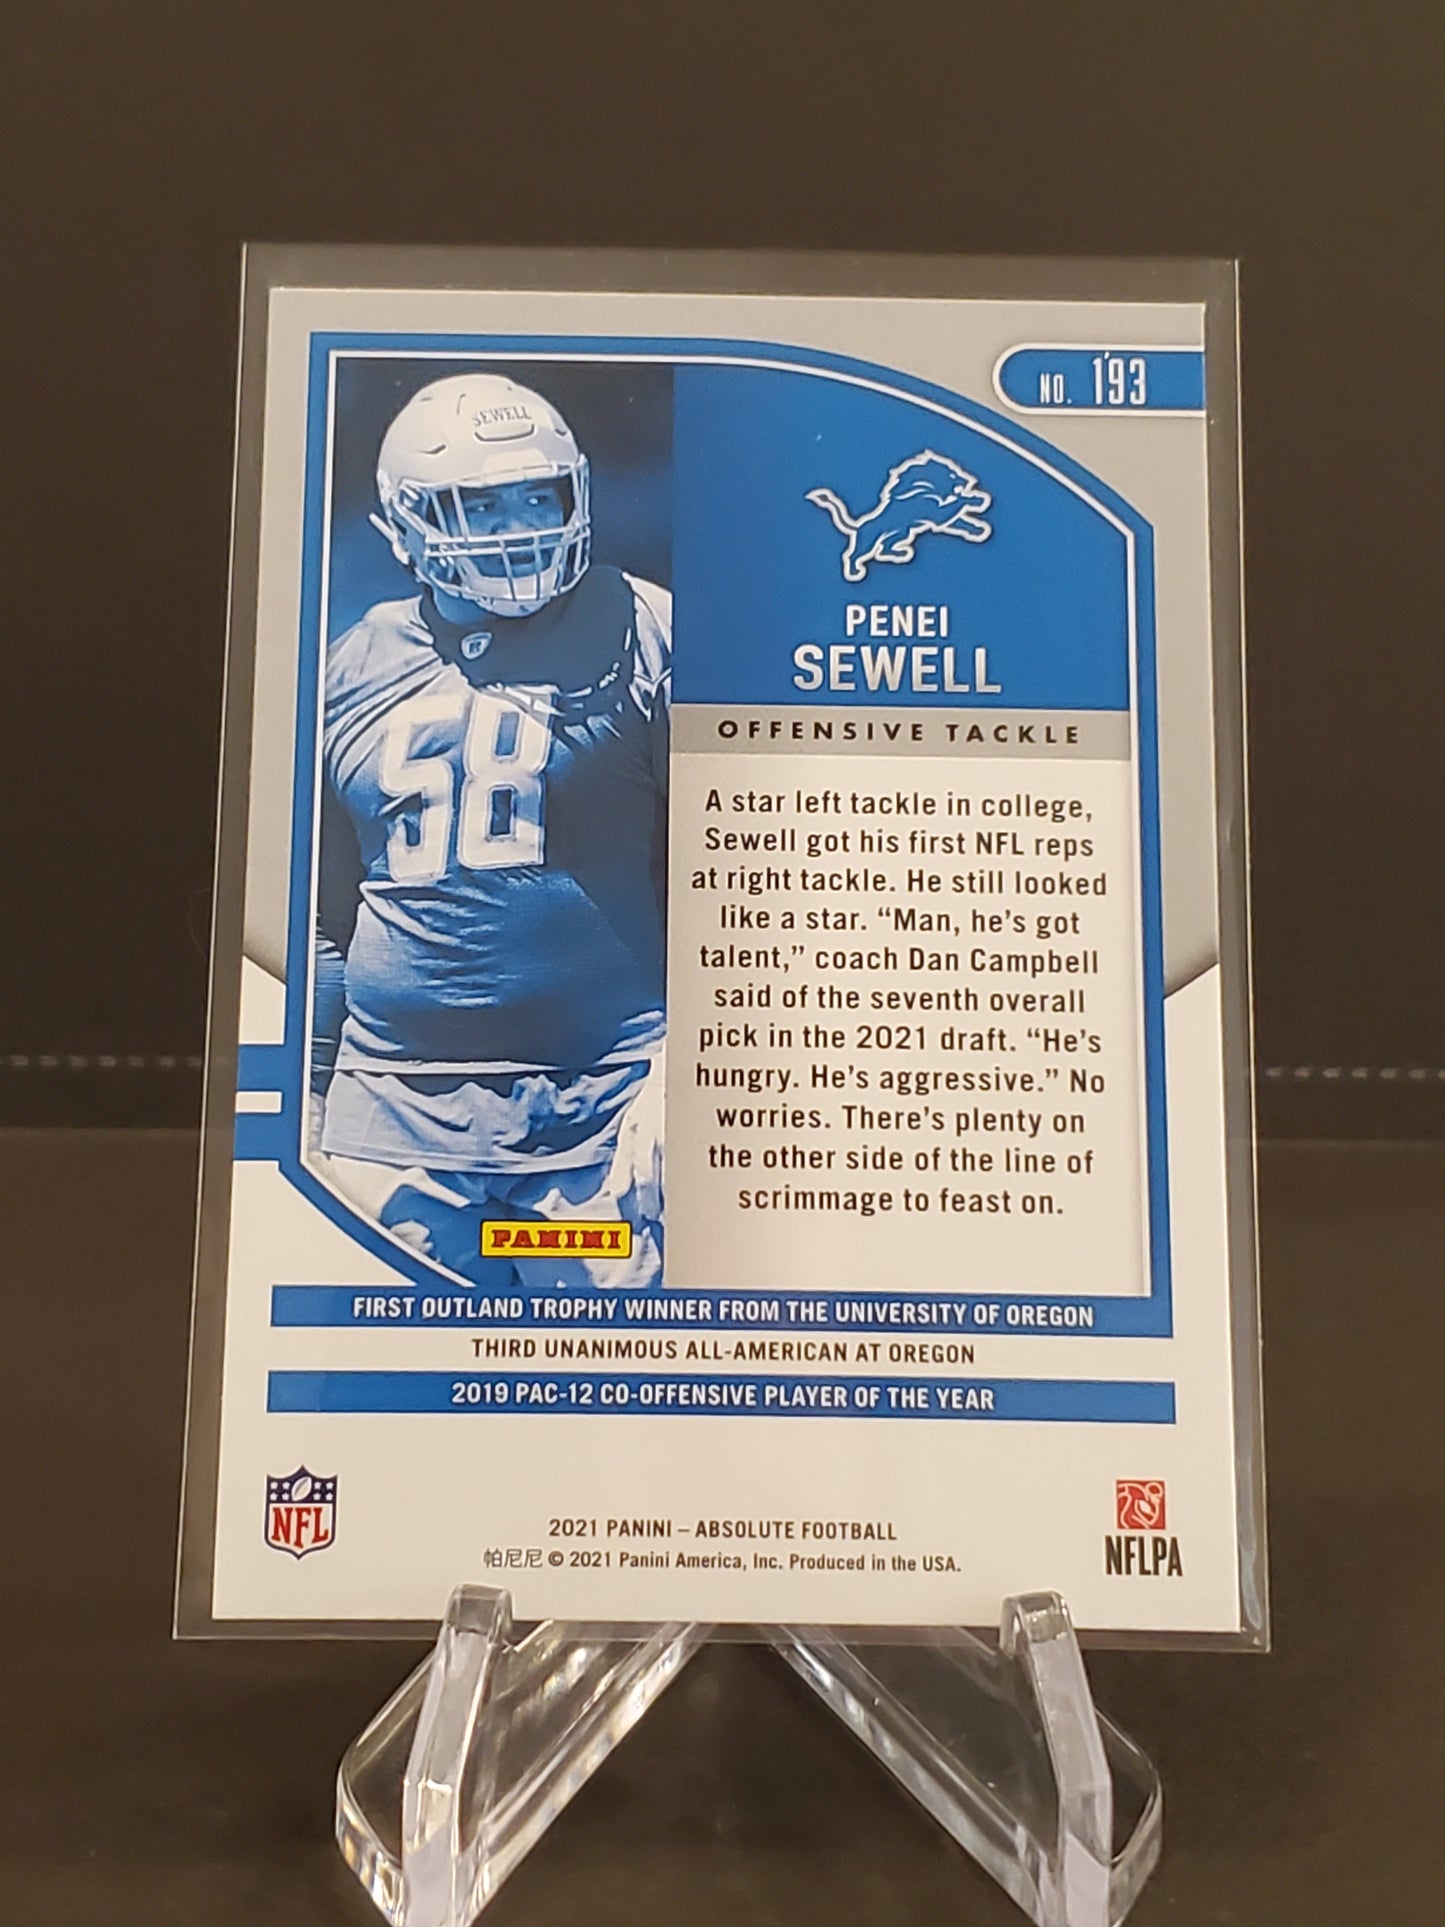 SEWELL
58
NO. 193
PENEI
SEWELL
OFFENSIVE TACKLE
A star left tackle in college,
Sewell got his first NFL reps
at right tackle. He still looked
like a star. “Man, he’s got
talent,” coach Dan Campbell
said of the seventh overall
pick in the 2021 draft. “He’s
hungry. He’s aggressive.” No
worries. There’s plenty on
the other side of the line of
scrimmage to feast on.
PANINI
FIRST OUTLAND TROPHY WINNER FROM THE UNIVERSITY OF OREGON
THIRD UNANIMOUS ALL-AMERICAN AT OREGON
2019 PAC-12 CO-OFFENSIVE PLAYER OF THE YEAR
NFL
2021 PANINI – ABSOLUTE FOOTBALL
帕尼尼 © 2021 Panini America, Inc. Produced in the USA.
NFLPA